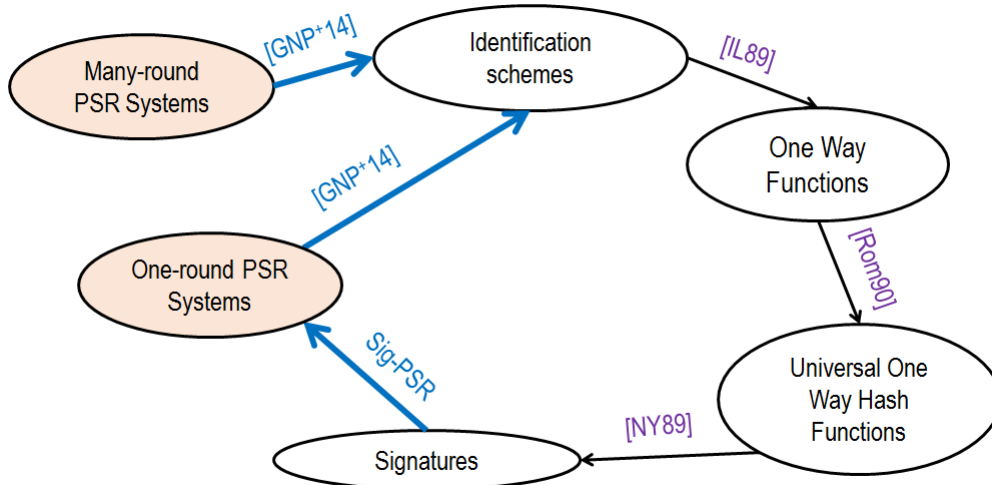 [GNP+14]
Identification
schemes
[IL89]
Many-round
PSR Systems
One Way
Functions
[GNP+14]
[Rom90]
One-round PSR
Systems
Sig-PSR
Universal One
Way Hash
Functions
[NY89]
Signatures